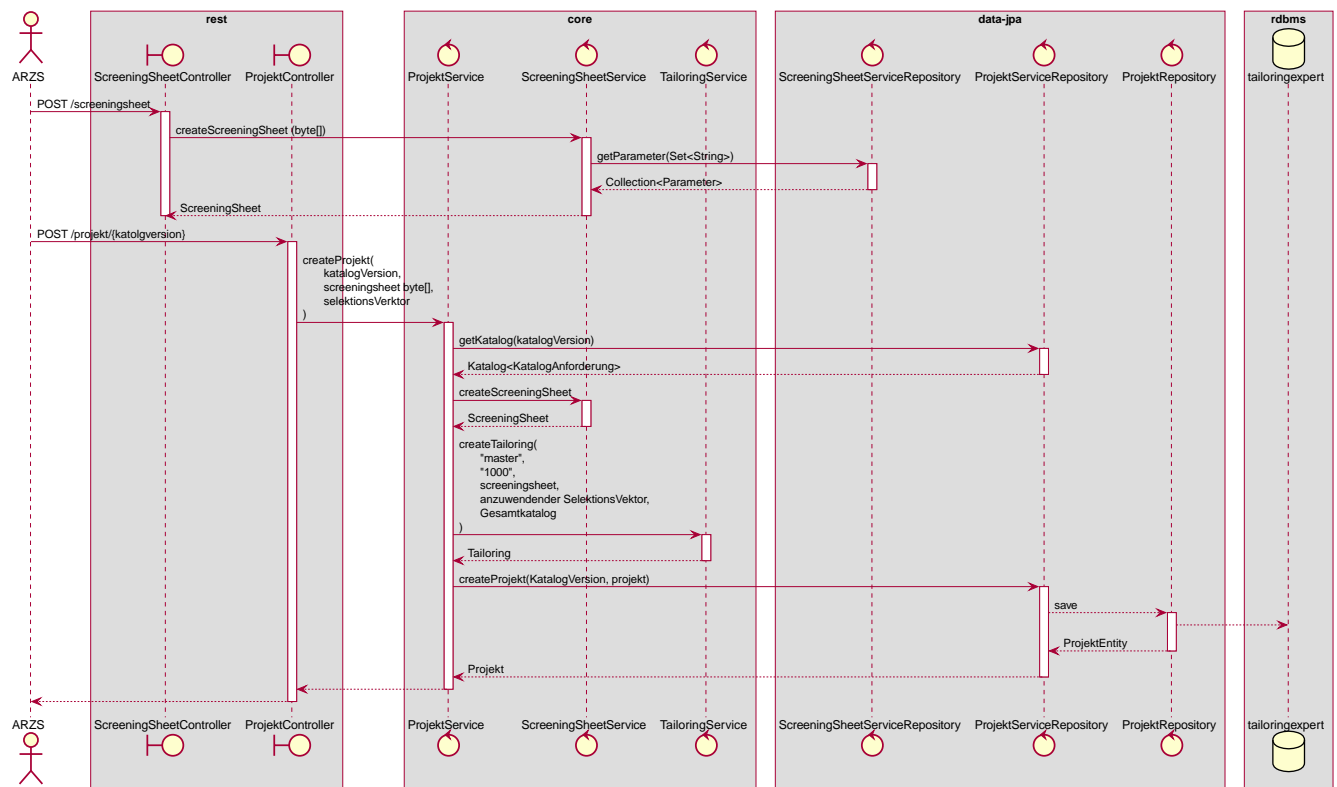 rest
core
data-jpa
rdbms
ARZS
ScreeningSheetController
ProjektController
ProjektService
ScreeningSheetService
TailoringService
ScreeningSheetServiceRepository
ProjektServiceRepository
ProjektRepository
tailoringexpert
POST /screeningsheet
createScreeningSheet (byte[])
getParameter(Set<String>)
Collection<Parameter>
ScreeningSheet
POST /projekt/{katolgversion}
createProjekt(
katalogVersion,
screeningsheet byte[],
selektionsVerktor
)
getKatalog(katalogVersion)
Katalog<KatalogAnforderung>
createScreeningSheet
ScreeningSheet
createTailoring(
"master",
"1000",
screeningsheet,
anzuwendender SelektionsVektor,
Gesamtkatalog
)
Tailoring
createProjekt(KatalogVersion, projekt)
save
ProjektEntity
Projekt
ARZS
ScreeningSheetController
ProjektController
ProjektService
ScreeningSheetService
TailoringService
ScreeningSheetServiceRepository
ProjektServiceRepository
ProjektRepository
tailoringexpert